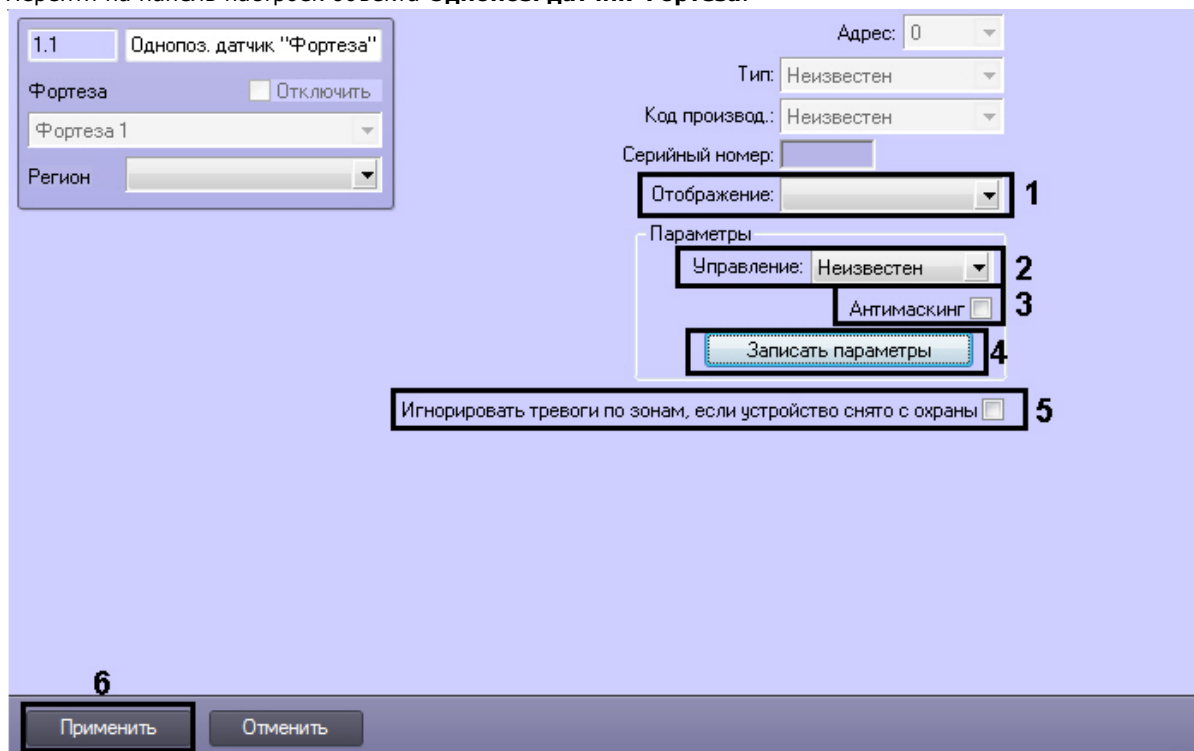 Перейти на панель настроек объекта Однопоз. датчик Фортеза.
1.1 Однопоз. датчик "Фортеза"
Фортеза Отключить
Фортеза 1
Регион
Адрес: 0
Тип: Неизвестен
Код производ.: Неизвестен
Серийный номер:
Отображение: 1
Параметры
Управление: Неизвестен 2
Антимаскинг 3
Записать параметры 4
Игнорировать тревоги по зонам, если устройство снято с охраны 5
6
Применить Отменить